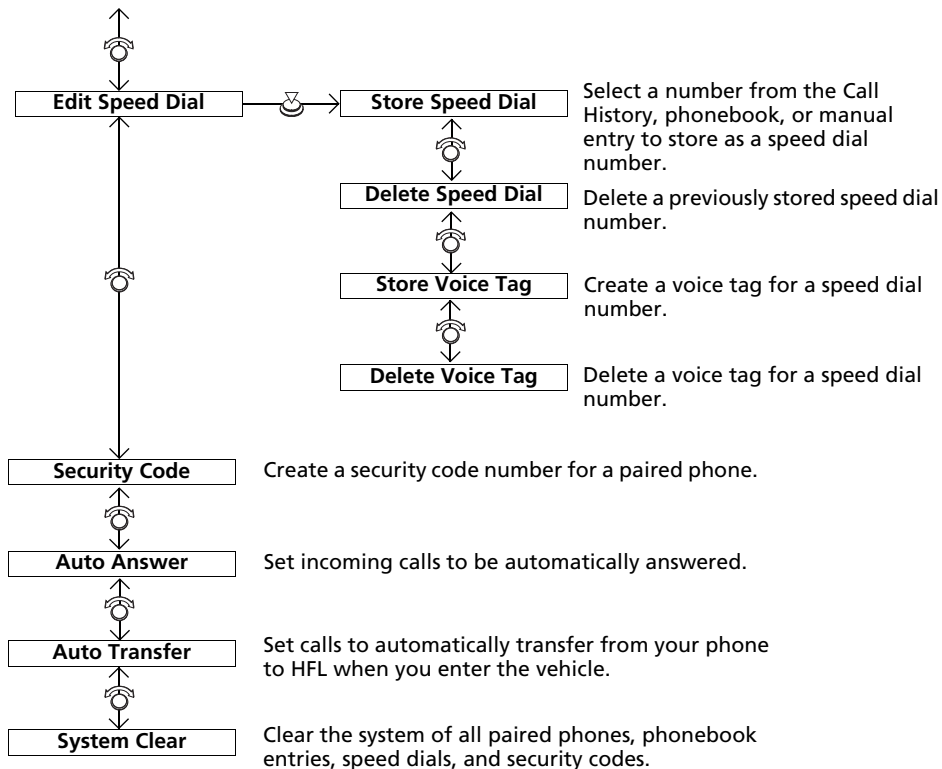 Edit Speed Dial
Store Speed Dial
Select a number from the Call
History, phonebook, or manual
entry to store as a speed dial
number.
Delete Speed Dial
Delete a previously stored speed dial
number.
Store Voice Tag
Create a voice tag for a speed dial
number.
Delete Voice Tag
Delete a voice tag for a speed dial
number.
Security Code
Create a security code number for a paired phone.
Auto Answer
Set incoming calls to be automatically answered.
Auto Transfer
Set calls to automatically transfer from your phone
to HFL when you enter the vehicle.
System Clear
Clear the system of all paired phones, phonebook
entries, speed dials, and security codes.